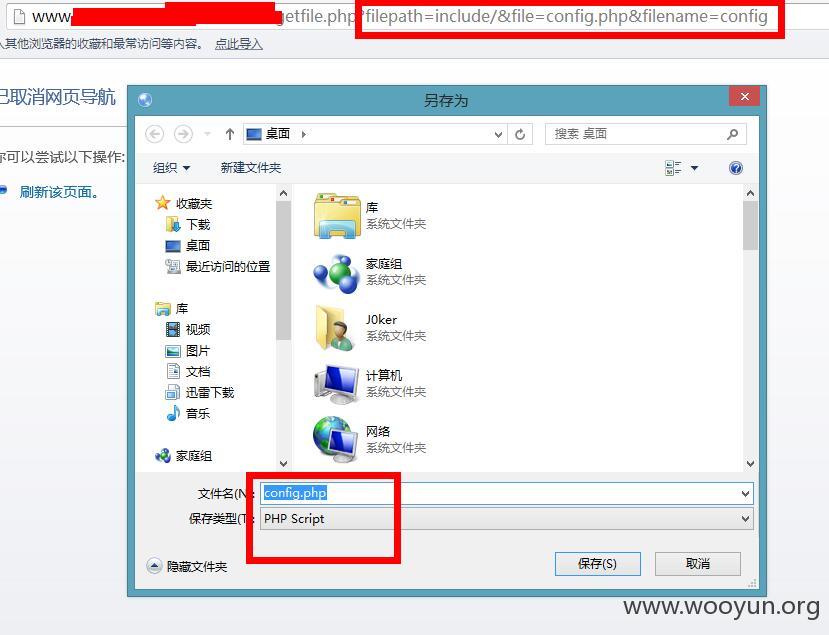 www.
getfile.php?filepath=include/&file=config.php&filename=config
入其他浏览器的收藏和最常访问等内容。 点此导入
已取消网页导航
你可以尝试以下操作:
刷新该页面。
另存为
桌面
搜索 桌面
组织 新建文件夹
收藏夹
下载
桌面
最近访问的位置
库
视频
图片
文档
迅雷下载
音乐
家庭组
库
系统文件夹
家庭组
系统文件夹
J0ker
系统文件夹
计算机
系统文件夹
网络
系统文件夹
文件名(N
config.php
保存类型(T
PHP Script
隐藏文件夹
保存(S)
取消
www.wooyun.org